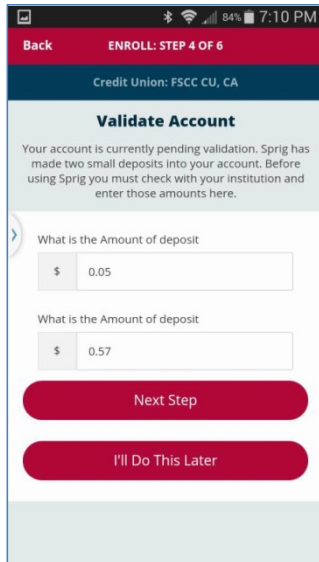 84% 7:10 PM
Back ENROLL: STEP 4 OF 6
Credit Union: FSCC CU, CA
Validate Account
Your account is currently pending validation. Sprig has
made two small deposits into your account. Before
using Sprig you must check with your institution and
enter those amounts here.
What is the Amount of deposit
$ 0.05
What is the Amount of deposit
$ 0.57
Next Step
I'll Do This Later